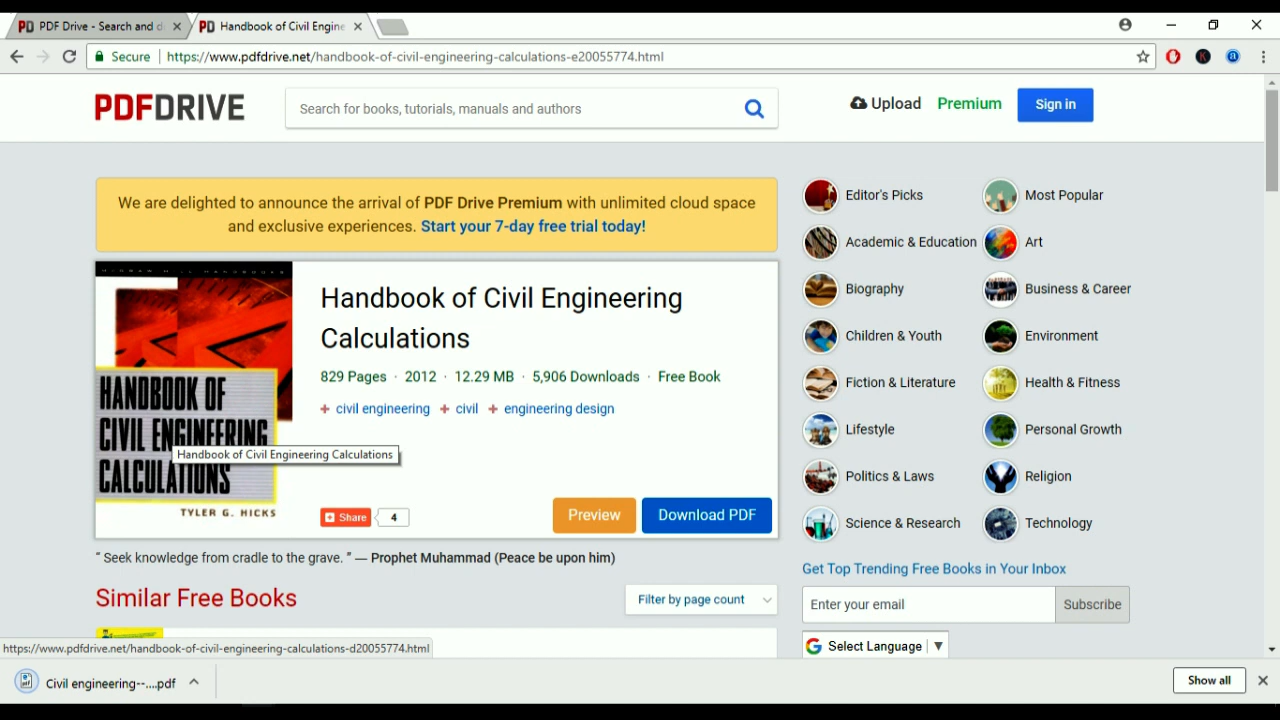 PDF Drive - Search and d
Handbook of Civil Engine
Secure
https://www.pdfdrive.net/handbook-of-civil-engineering-calculations-e20055774.html
PDFDRIVE
Search for books, tutorials, manuals and authors
Upload
Premium
Sign in
We are delighted to announce the arrival of PDF Drive Premium with unlimited cloud space
and exclusive experiences. Start your 7-day free trial today!
HANDBOOK OF
CIVIL ENGINEERING
CALCULATIONS
TYLER G. HICKS
Handbook of Civil Engineering Calculations
Handbook of Civil Engineering
Calculations
829 Pages · 2012 · 12.29 MB · 5,906 Downloads · Free Book
+ civil engineering + civil + engineering design
Share
4
Preview
Download PDF
" Seek knowledge from cradle to the grave. " — Prophet Muhammad (Peace be upon him)
Similar Free Books
Filter by page count
Editor's Picks
Most Popular
Academic & Education
Art
Biography
Business & Career
Children & Youth
Environment
Fiction & Literature
Health & Fitness
Lifestyle
Personal Growth
Politics & Laws
Religion
Science & Research
Technology
Get Top Trending Free Books in Your Inbox
Enter your email
Subscribe
Select Language
https://www.pdfdrive.net/handbook-of-civil-engineering-calculations-d20055774.html
Civil engineering--....pdf
Show all